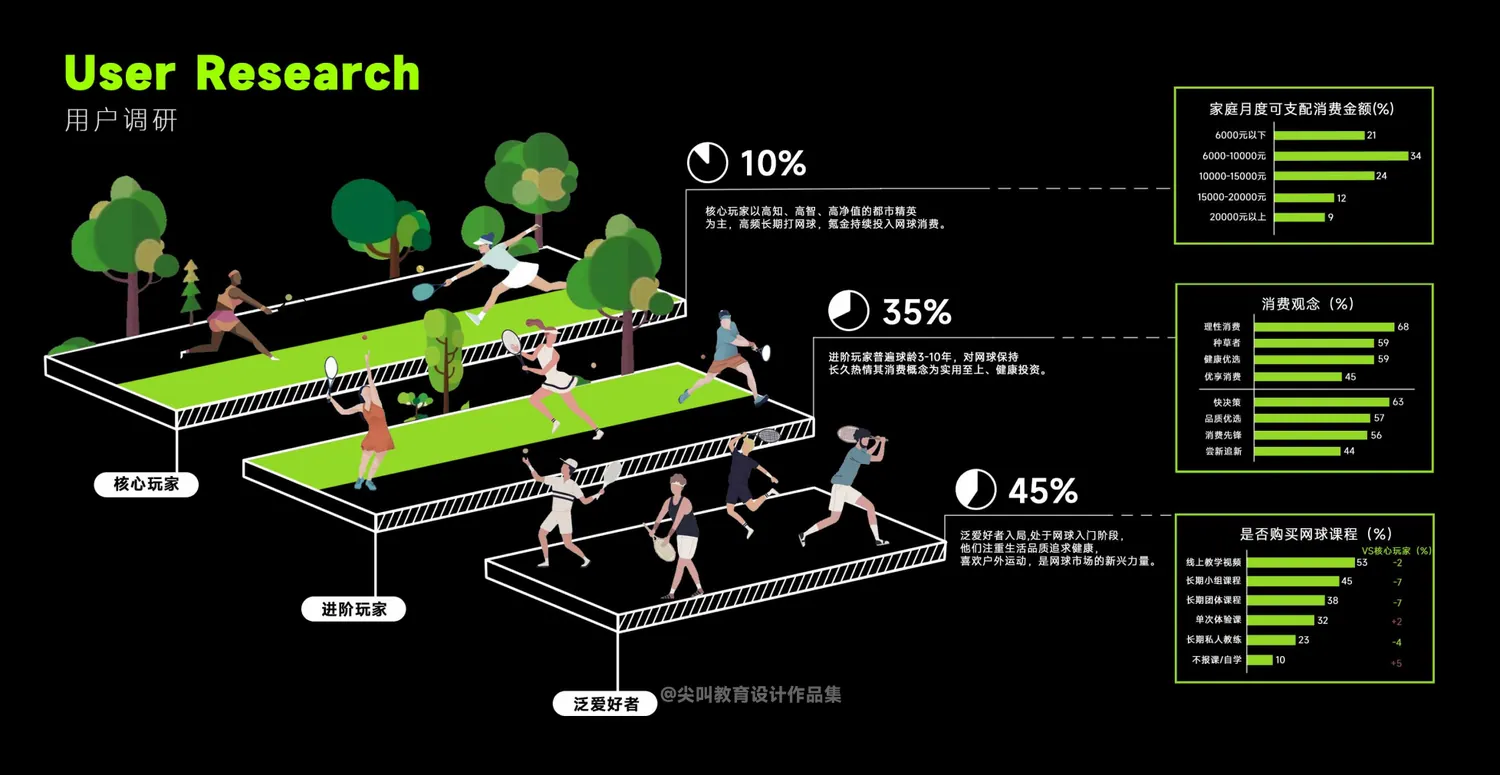 User Research
用户调研
10%
核心玩家以高知、高智、高净值的都市精英
为主，高频长期打网球，氪金持续投入网球消费。
35%
进阶玩家普遍球龄3-10年，对网球保持
长久热情其消费概念为实用至上、健康投资。
45%
泛爱好者入局,处于网球入门阶段，
他们注重生活品质追求健康，
喜欢户外运动，是网球市场的新兴力量。
核心玩家
进阶玩家
泛爱好者
@尖叫教育设计作品集
家庭月度可支配消费金额(%)
6000元以下 21
6000-10000元 34
10000-15000元 24
15000-20000元 12
20000元以上 9
消费观念（%）
理性消费 68
种草者 59
健康优选 59
优享消费 45
快决策 63
品质优选 57
消费先锋 56
尝新追新 44
是否购买网球课程（%）
VS核心玩家（%）
线上教学视频 53 -2
长期小组课程 45 -7
长期团体课程 38 -7
单次体验课 32 +2
长期私人教练 23 -4
不报课/自学 10 +5